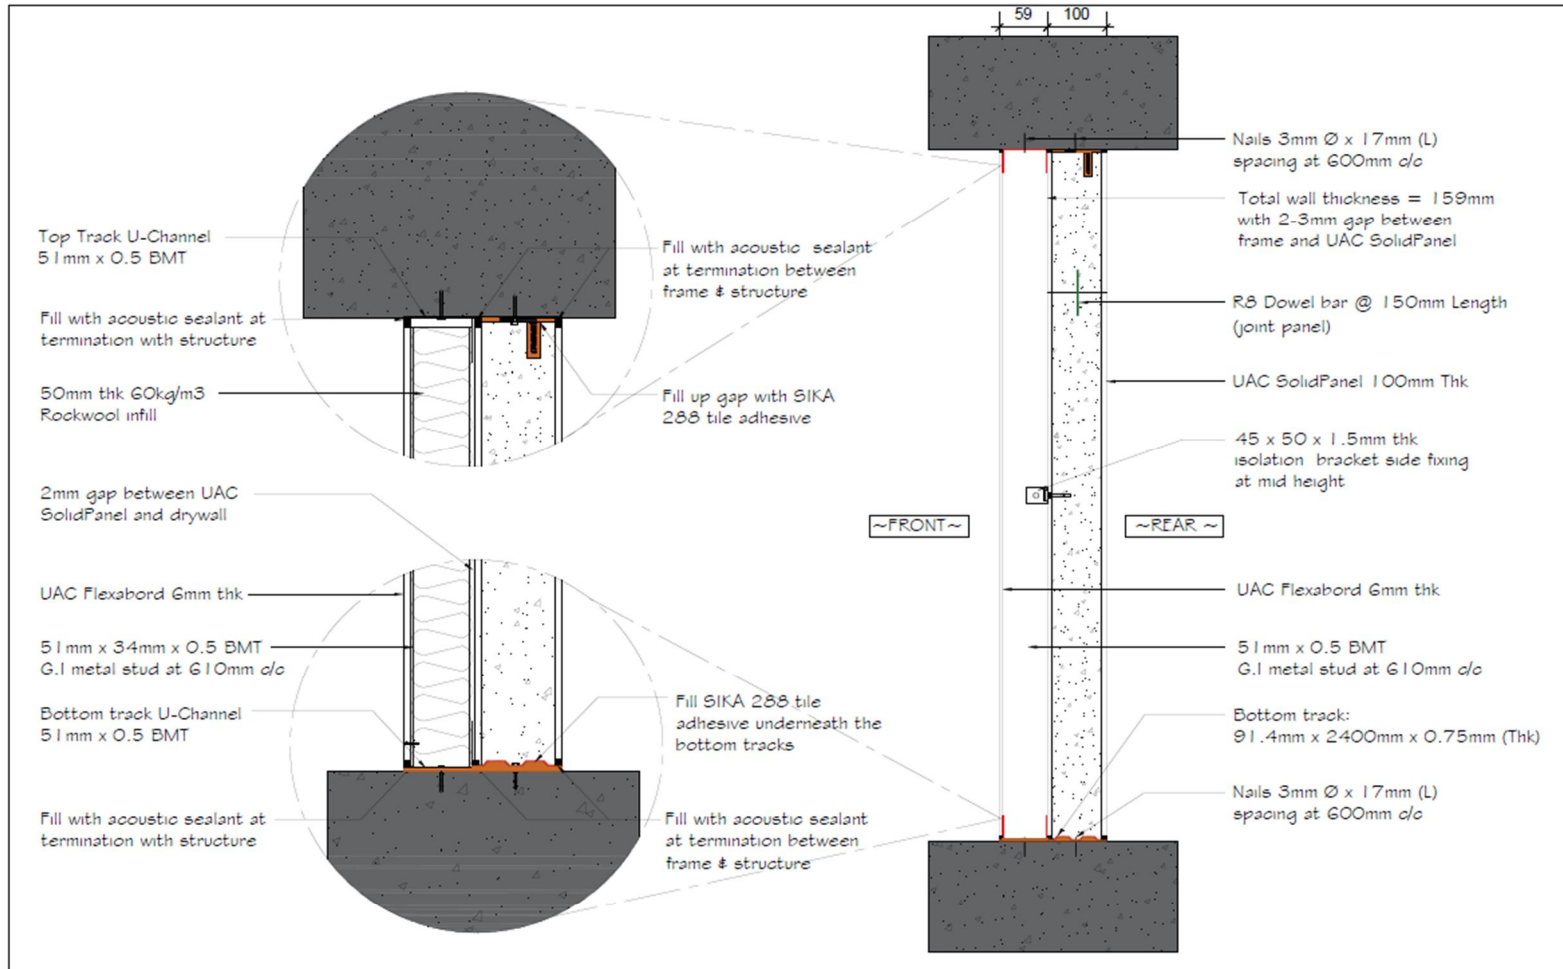 59 100
Top Track U-Channel
51mm x 0.5 BMT
Fill with acoustic sealant at
termination with structure
50mm thk 60kg/m3
Rockwool infill
2mm gap between UAC
SolidPanel and drywall
UAC Flexabord 6mm thk
51mm x 34mm x 0.5 BMT
G.I metal stud at 610mm c/c
Bottom track U-Channel
51mm x 0.5 BMT
Fill with acoustic sealant at
termination with structure
Fill with acoustic sealant
at termination between
frame & structure
Fill up gap with SIKA
288 tile adhesive
Fill SIKA 288 tile
adhesive underneath the
bottom tracks
Fill with acoustic sealant
at termination between
frame & structure
~FRONT~
~REAR ~
Nails 3mm Ø x 17mm (L)
spacing at 600mm c/c
Total wall thickness = 159mm
with 2-3mm gap between
frame and UAC SolidPanel
R8 Dowel bar @ 150mm Length
(joint panel)
UAC SolidPanel 100mm Thk
45 x 50 x 1.5mm thk
isolation bracket side fixing
at mid height
UAC Flexabord 6mm thk
51mm x 0.5 BMT
G.I metal stud at 610mm c/c
Bottom track:
91.4mm x 2400mm x 0.75mm (Thk)
Nails 3mm Ø x 17mm (L)
spacing at 600mm c/c